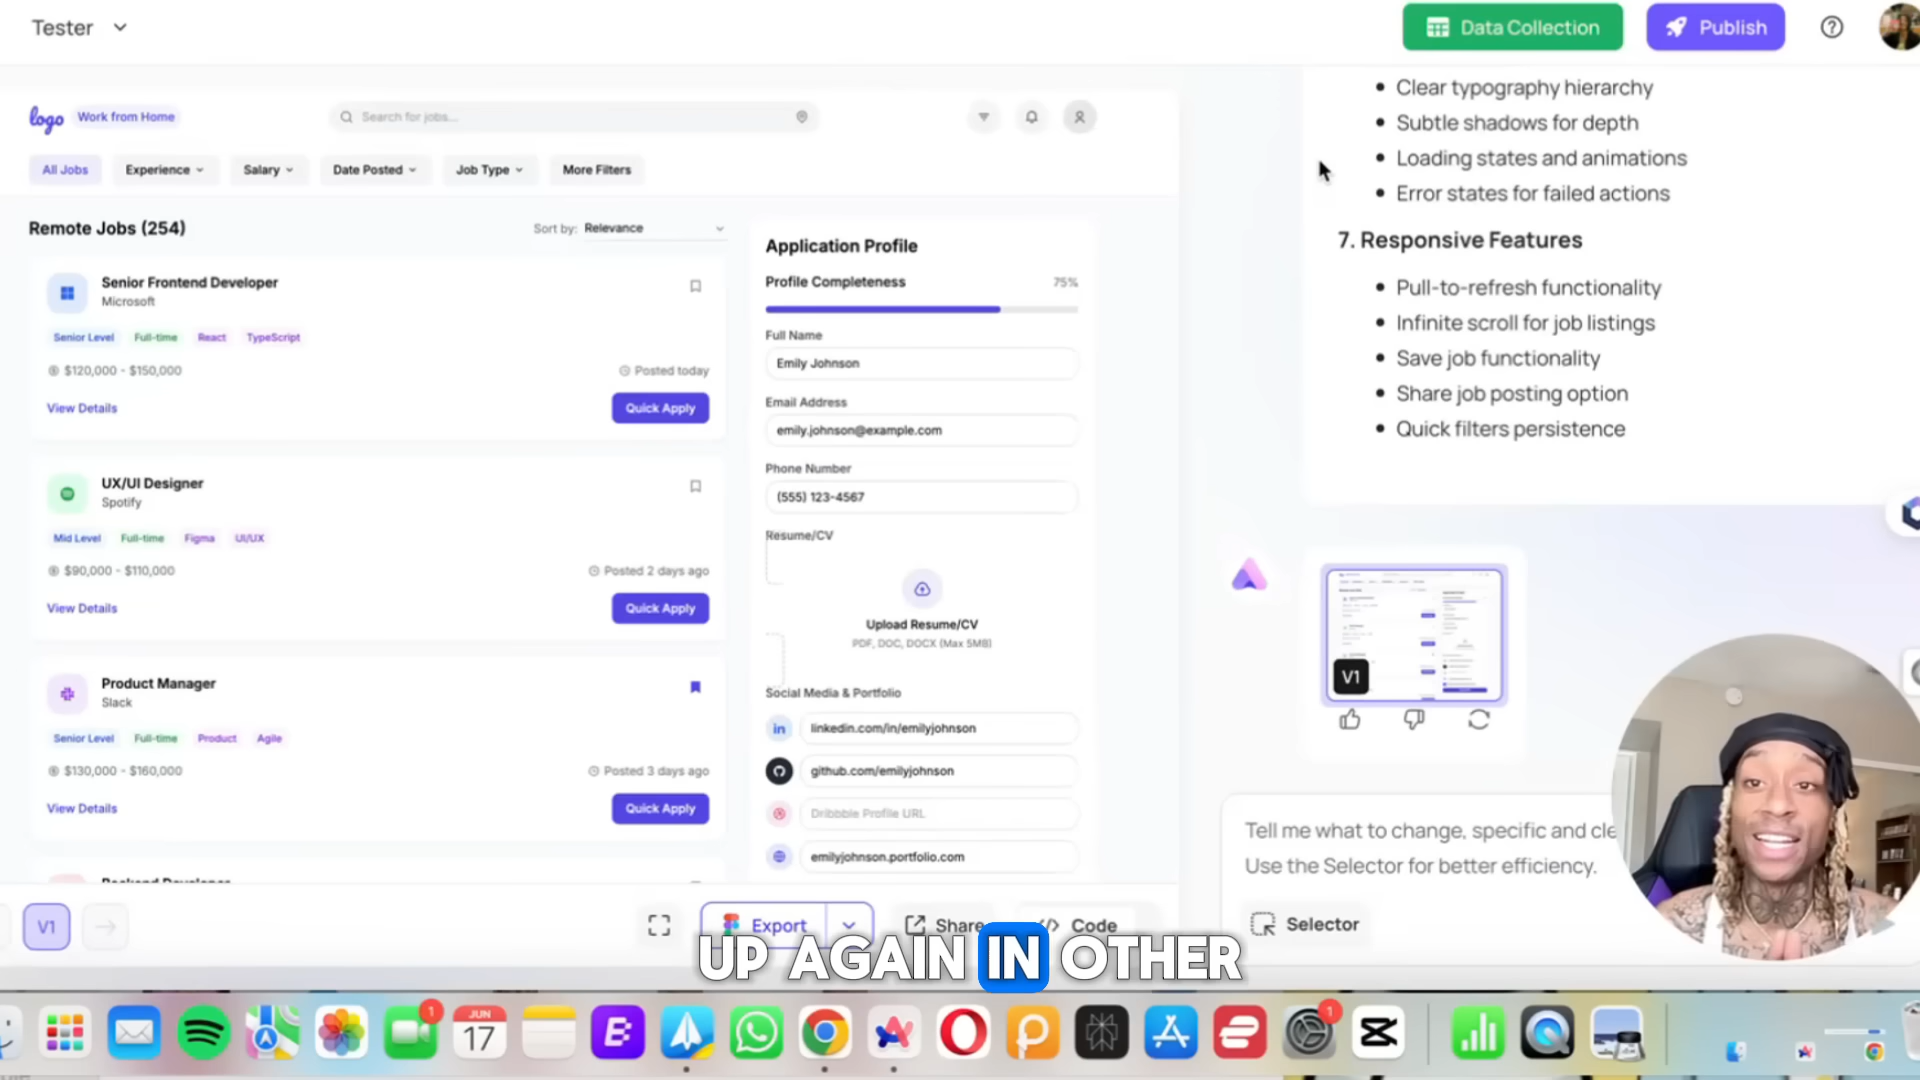 Tester
Data Collection
Publish
logo
Work from Home
Search for jobs...
All Jobs
Experience
Salary
Date Posted
Job Type
More Filters
Remote Jobs (254)
Sort by: Relevance
Senior Frontend Developer
Microsoft
Senior Level
Full-time
React
TypeScript
$120,000 - $150,000
Posted today
View Details
Quick Apply
UX/UI Designer
Spotify
Mid Level
Full-time
Figma
UI/UX
$90,000 - $110,000
Posted 2 days ago
View Details
Quick Apply
Product Manager
Slack
Senior Level
Full-time
Product
Agile
$130,000 - $160,000
Posted 3 days ago
View Details
Quick Apply
Backend Developer
Application Profile
Profile Completeness
75%
Full Name
Emily Johnson
Email Address
emily.johnson@example.com
Phone Number
(555) 123-4567
Resume/CV
Upload Resume/CV
PDF, DOC, DOCX (Max 5MB)
Social Media & Portfolio
in
linkedin.com/in/emilyjohnson
github.com/emilyjohnson
Dribbble Profile URL
emilyjohnson.portfolio.com
Clear typography hierarchy
Subtle shadows for depth
Loading states and animations
Error states for failed actions
7. Responsive Features
Pull-to-refresh functionality
Infinite scroll for job listings
Save job functionality
Share job posting option
Quick filters persistence
V1
Tell me what to change, specific and cle
Use the Selector for better efficiency.
Selector
V1
Export
Share
Code
UP AGAIN IN OTHER
1
JUN
17
1